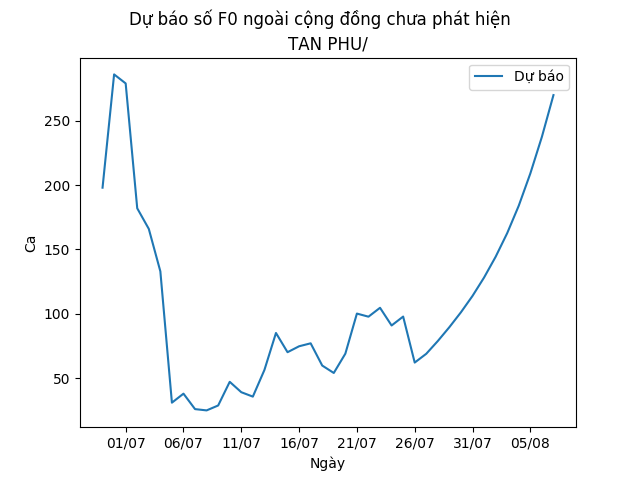 Dự báo số F0 ngoài cộng đồng chưa phát hiện
TAN PHU/
Dự báo
250
200
150
100
50
Ca
01/07 06/07 11/07 16/07 21/07 26/07 31/07 05/08
Ngày